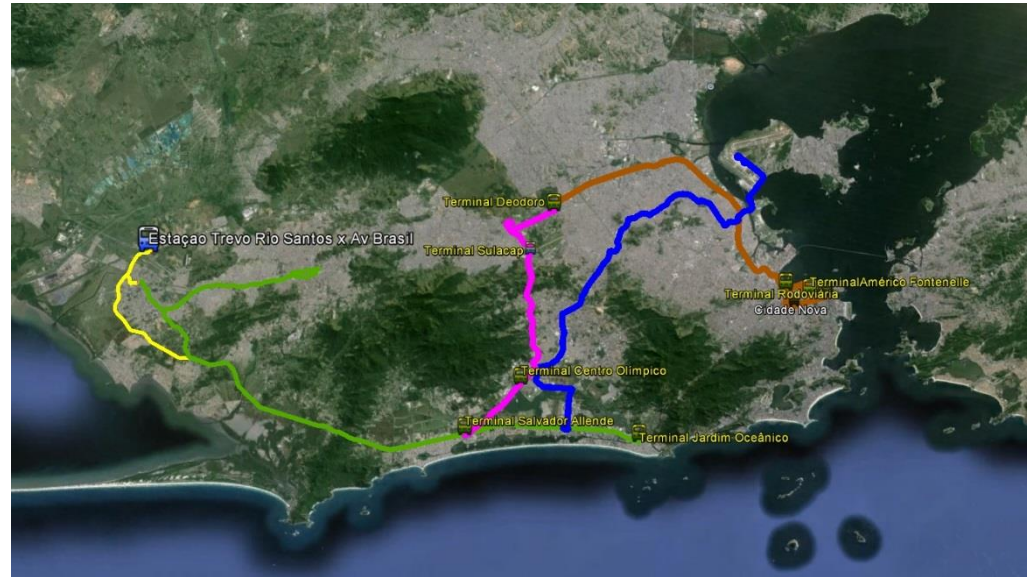 Terminal Deodoro
Estaçao Trevo Rio Santos x Av Brasil
Terminal Sulacap
TerminalAmérico Fontenelle
Terminal Rodoviária
Cidade Nova
Terminal Centro Olímpico
Terminal Salvador Allende
Terminal Jardim Oceânico